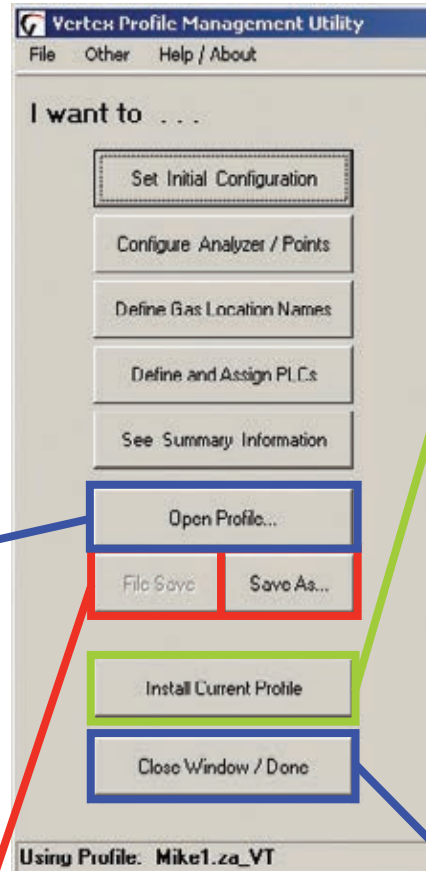 Vertex Profile Management Utility
File Other Help / About
I want to . . .
Set Initial Configuration
Configure Analyzer / Points
Define Gas Location Names
Define and Assign PLCs
See Summary Information
Open Profile...
File Save Save As...
Install Current Profile
Close Window / Done
Using Profile: Mike1.za_VT